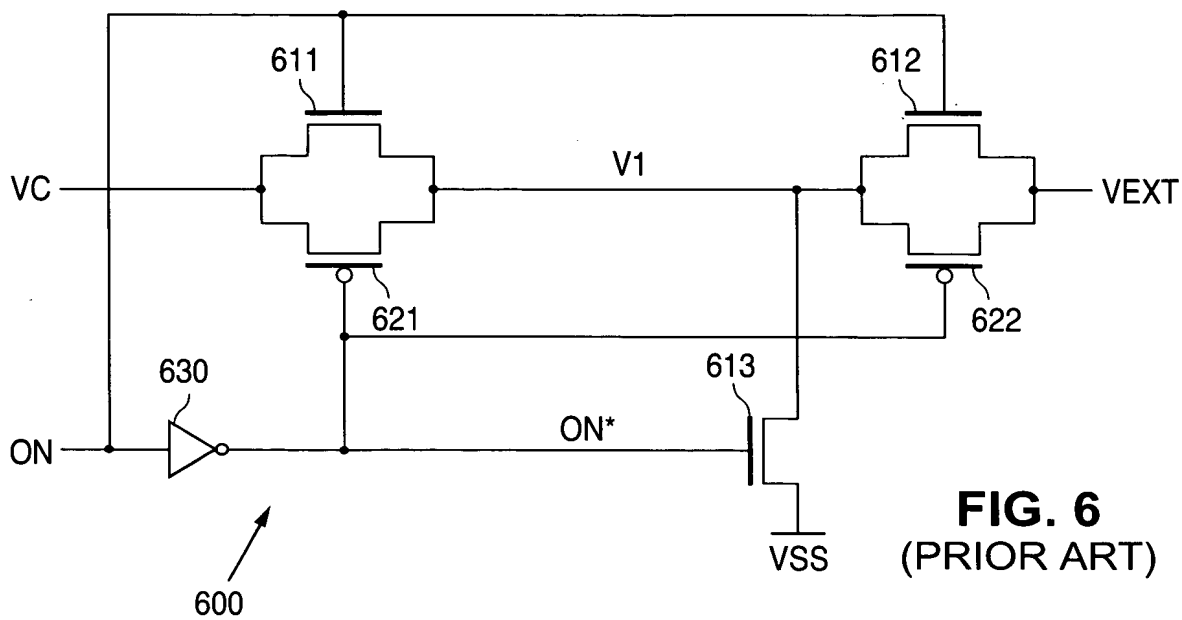 611
612
VC
V1
VEXT
621
622
630
613
ON
ON*
VSS
600
FIG. 6
(PRIOR ART)